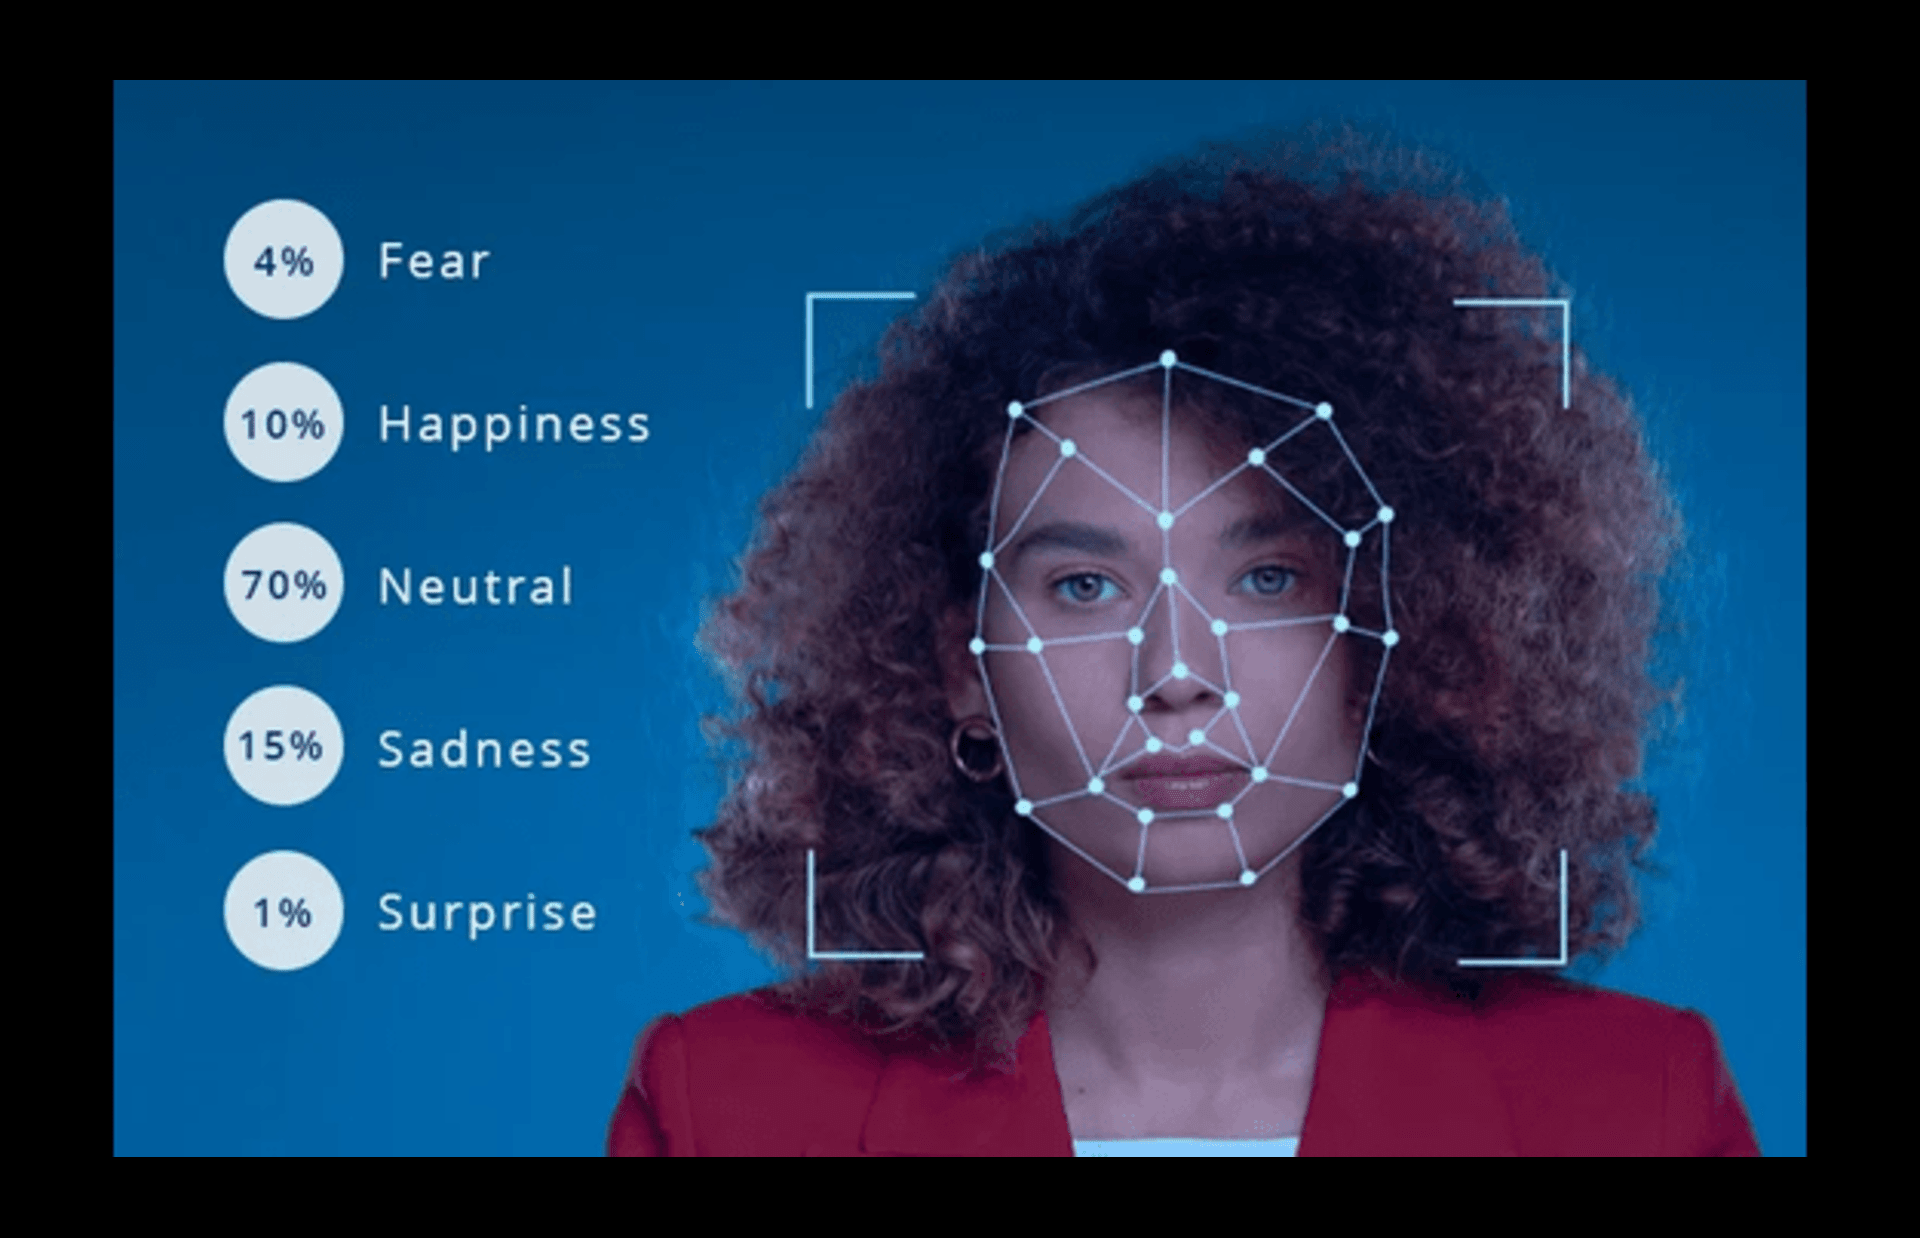 4% Fear
10% Happiness
70% Neutral
15% Sadness
1% Surprise